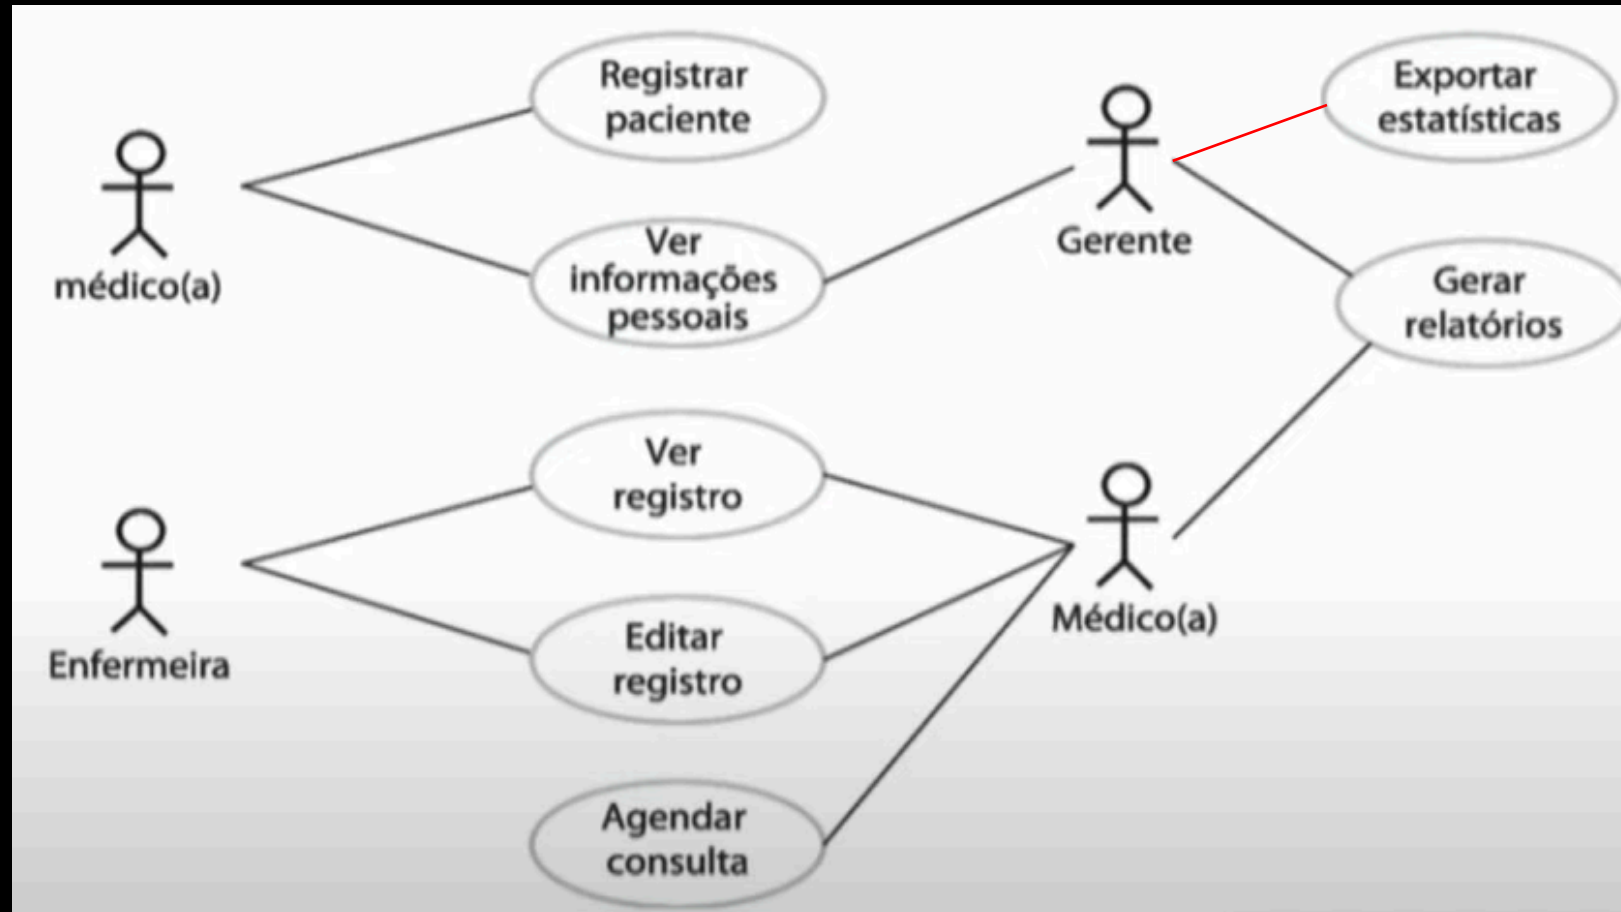 Registrar
paciente
Exportar
estatísticas
médico(a)
Ver
informações
pessoais
Gerente
Gerar
relatórios
Ver
registro
Enfermeira
Editar
registro
Médico(a)
Agendar
consulta